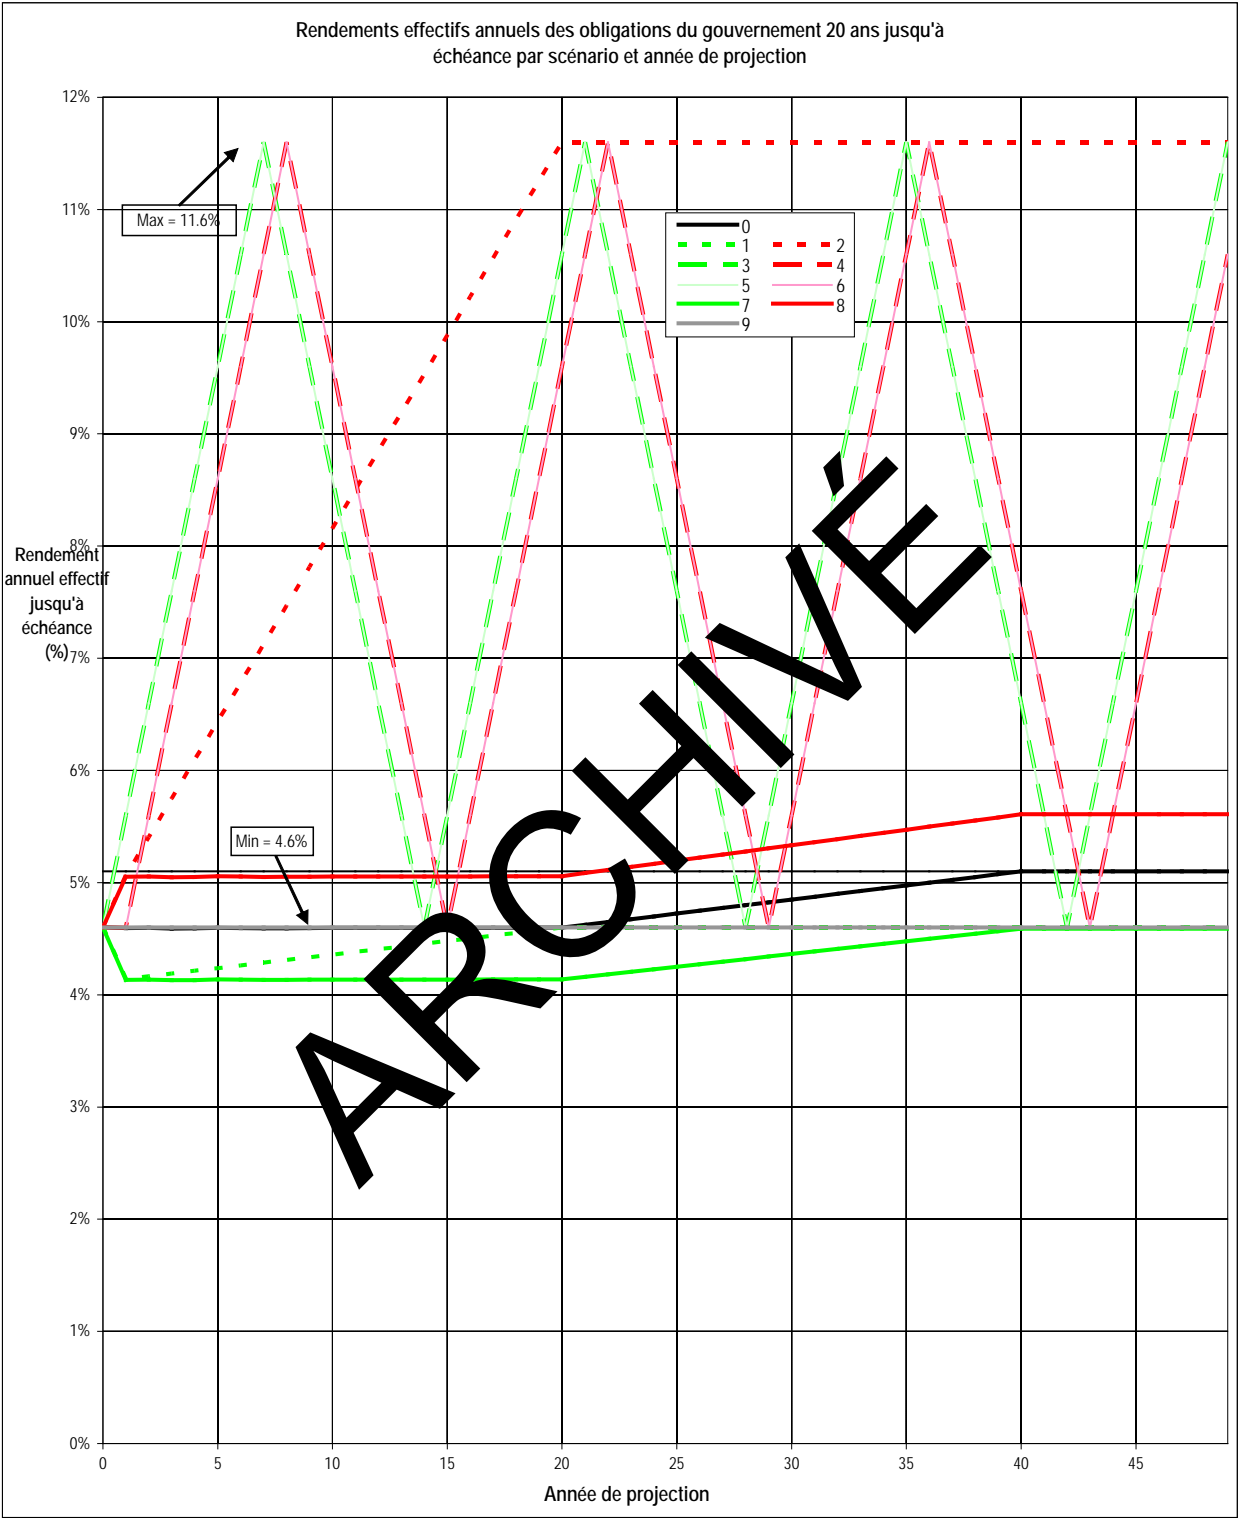 Rendements effectifs annuels des obligations du gouvernement 20 ans jusqu'à
échéance par scénario et année de projection
12%
11%
10%
9%
8%
7%
6%
5%
4%
3%
2%
1%
0%
Rendement
annuel effectif
jusqu'à
échéance
(%)
Max = 11.6%
Min = 4.6%
0
1 2
3 4
5 6
7 8
9
ARCHIVÉ
0 5 10 15 20 25 30 35 40 45
Année de projection